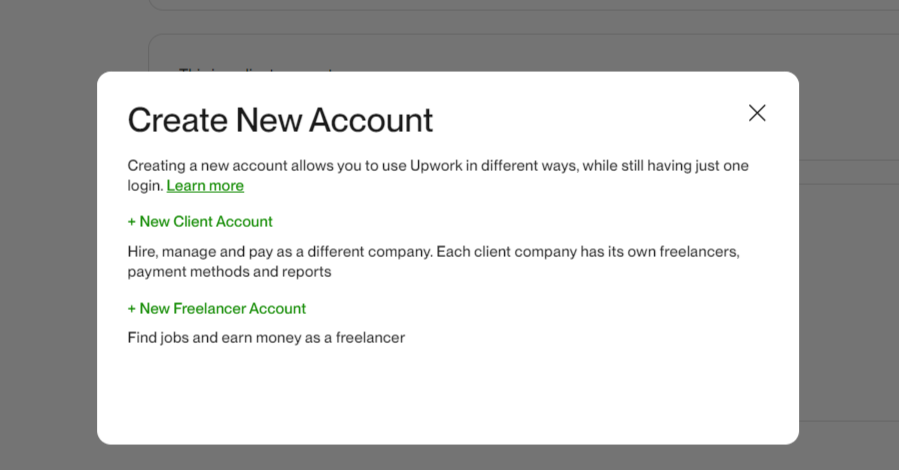 Create New Account
Creating a new account allows you to use Upwork in different ways, while still having just one
login. Learn more
+ New Client Account
Hire, manage and pay as a different company. Each client company has its own freelancers,
payment methods and reports
+ New Freelancer Account
Find jobs and earn money as a freelancer